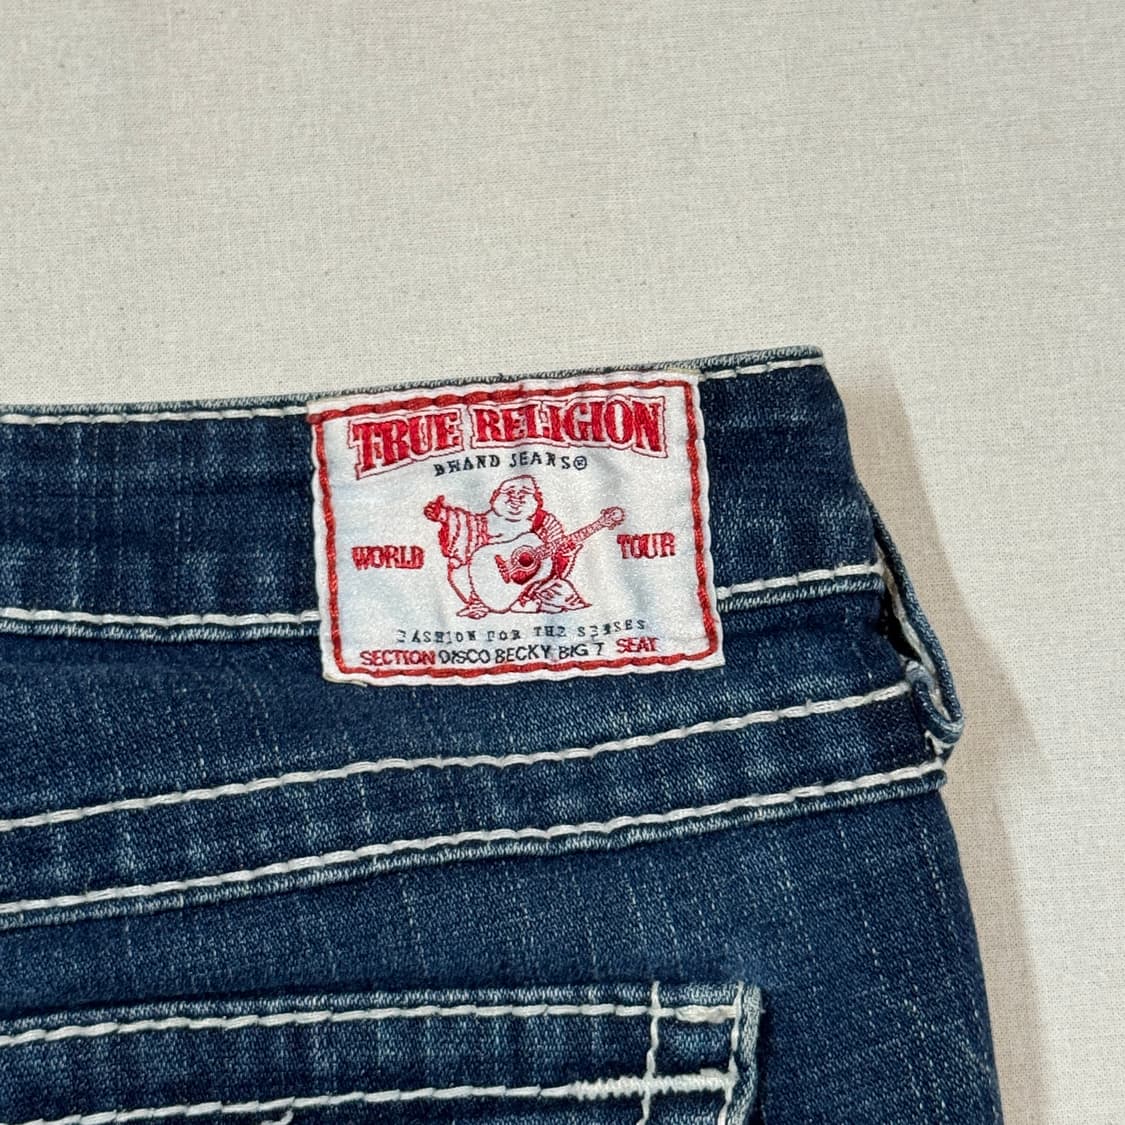 TRUE RELIGION
BRAND JEANS®
WORLD TOUR
FASHION FOR THE SENSES
SECTION DISCO BECKY BIG T SEAT